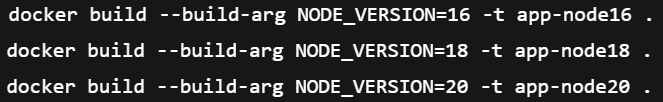 docker build --build-arg NODE_VERSION=16 -t app-node16 .
docker build --build-arg NODE_VERSION=18 -t app-node18 .
docker build --build-arg NODE_VERSION=20 -t app-node20 .